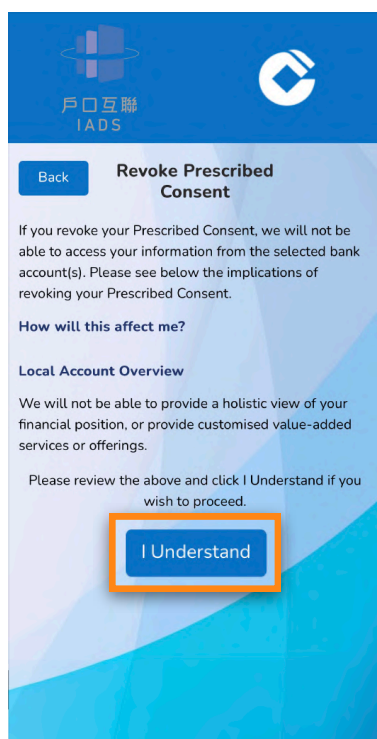 戶口互聯
IADS
Back
Revoke Prescribed
Consent
If you revoke your Prescribed Consent, we will not be
able to access your information from the selected bank
account(s). Please see below the implications of
revoking your Prescribed Consent.
How will this affect me?
Local Account Overview
We will not be able to provide a holistic view of your
financial position, or provide customised value-added
services or offerings.
Please review the above and click I Understand if you
wish to proceed.
I Understand